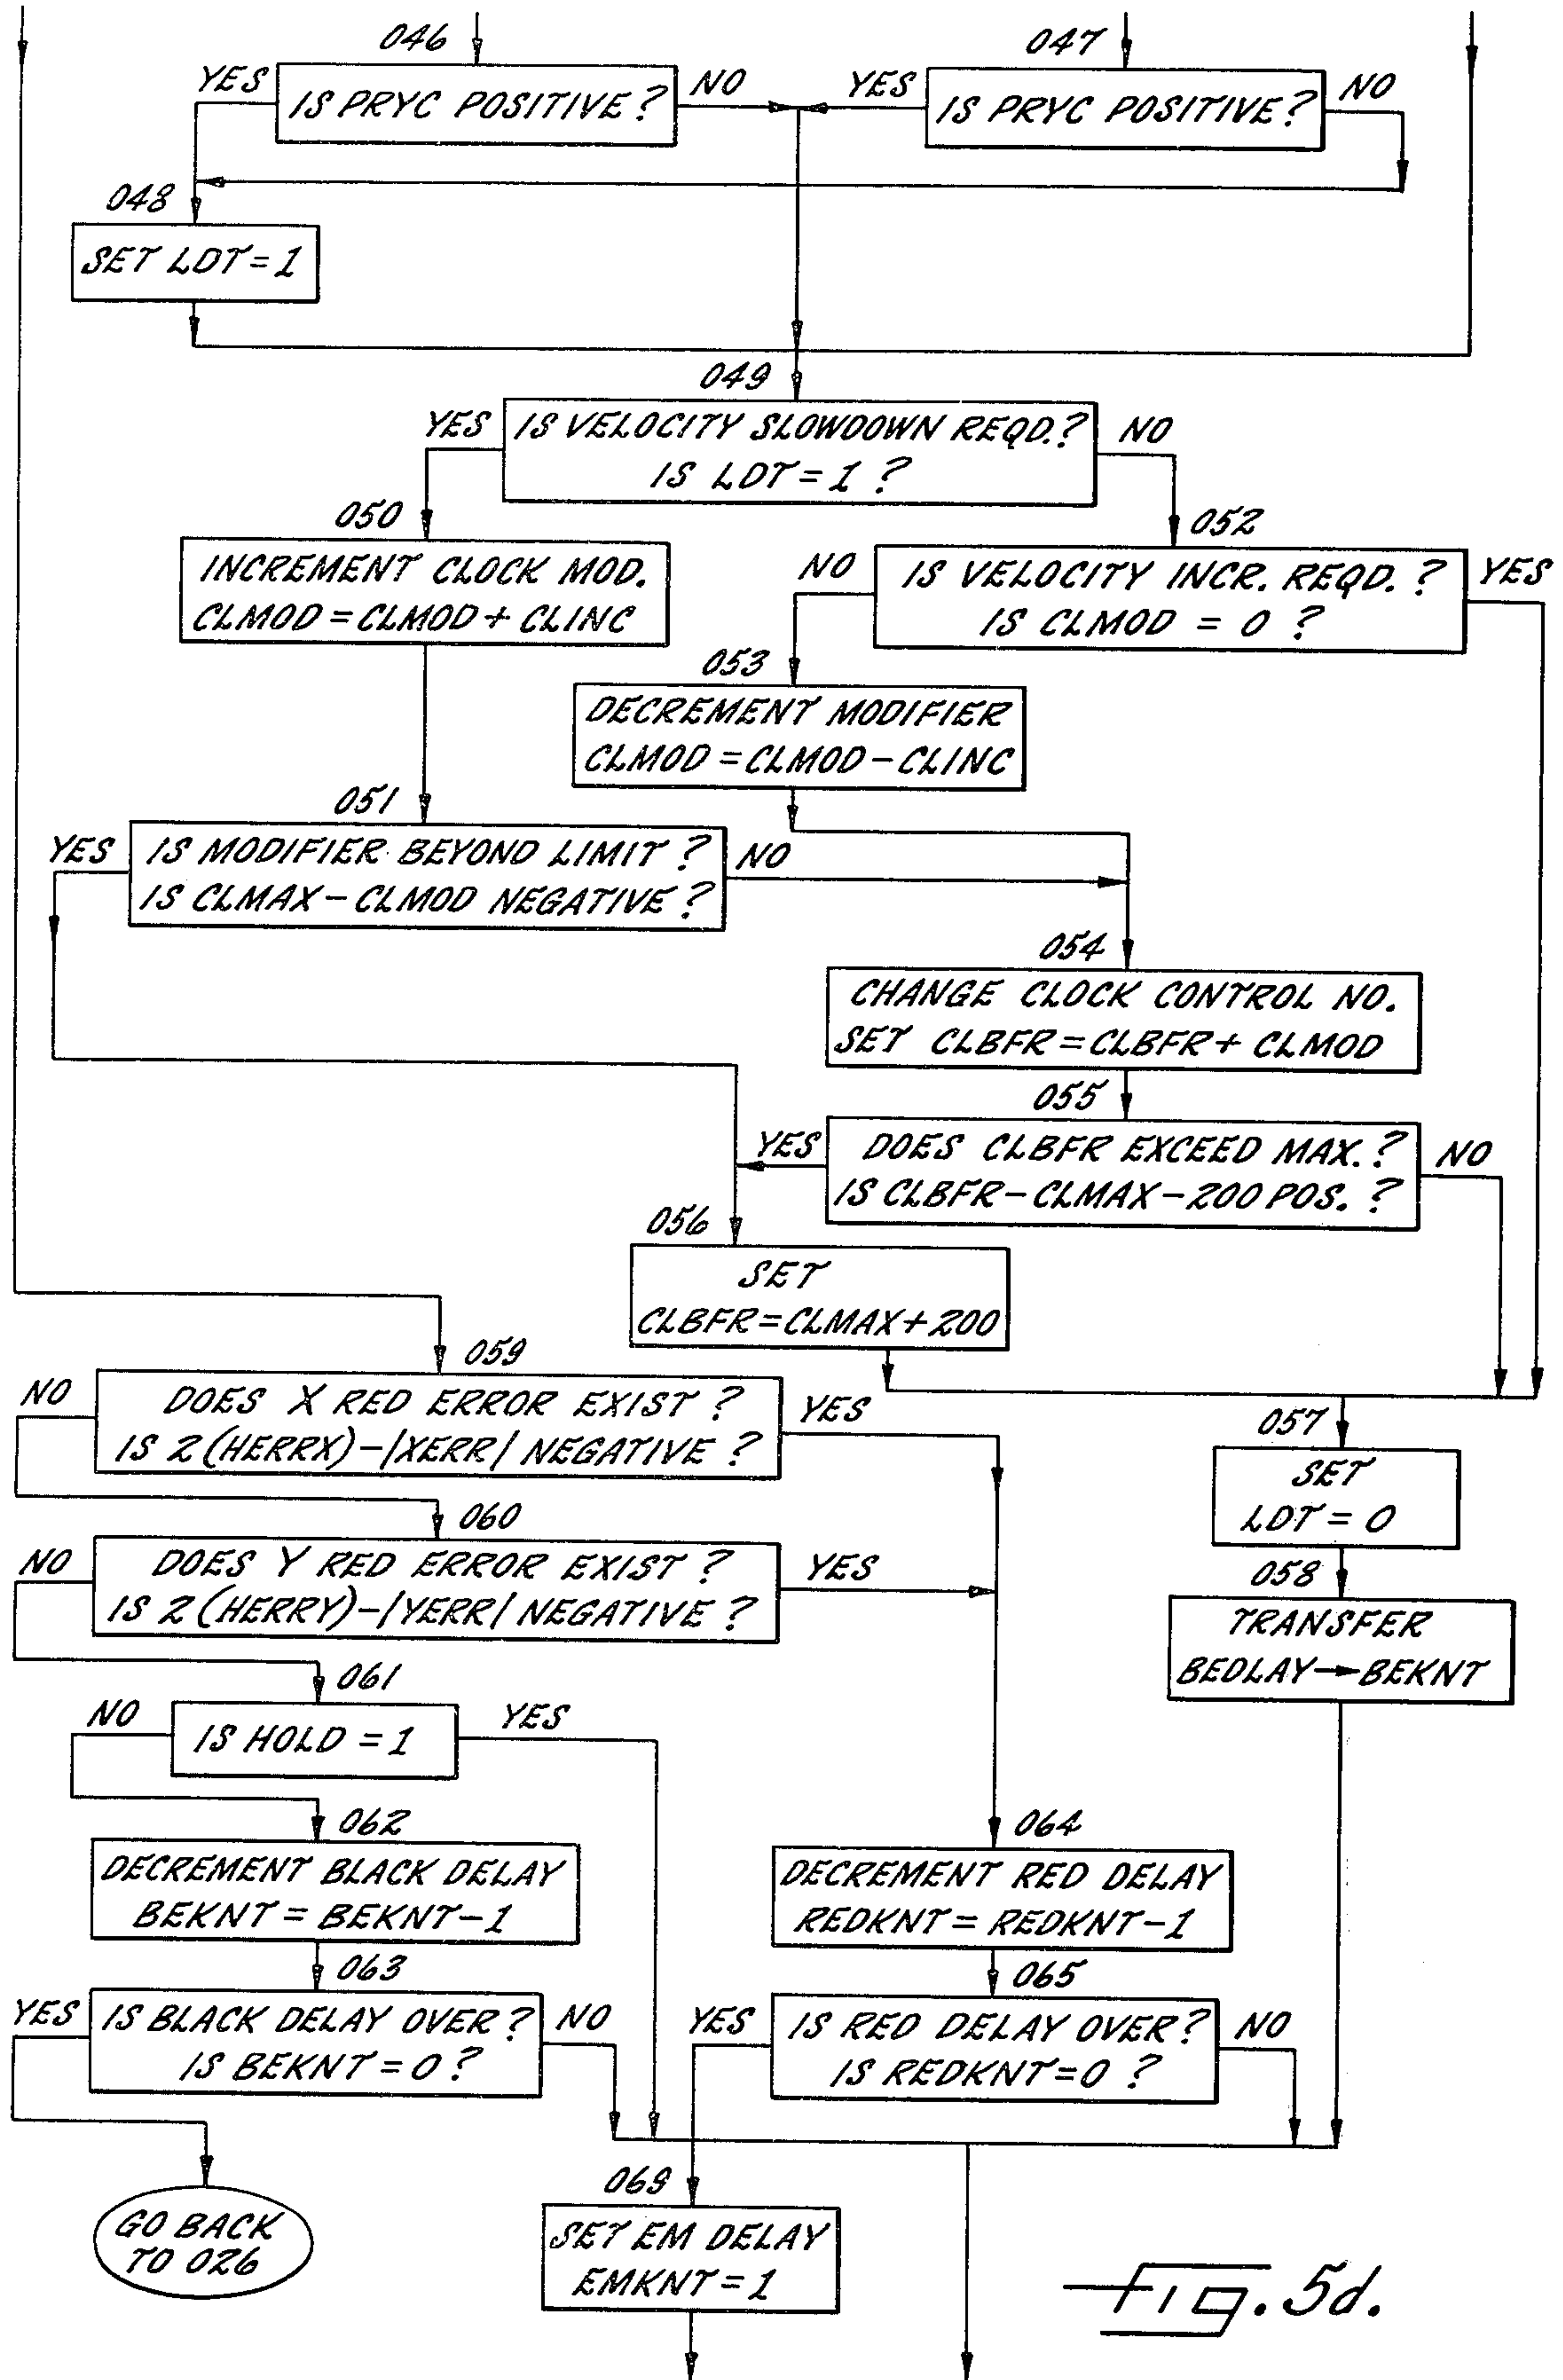 046
047
YES
IS PRYC POSITIVE?
NO
YES
IS PRYC POSITIVE?
NO
048
SET LDT = 1
049
YES
IS VELOCITY SLOWDOWN REQD.?
IS LDT = 1 ?
NO
050
INCREMENT CLOCK MOD.
CLMOD = CLMOD + CLINC
052
NO
IS VELOCITY INCR. REQD. ?
IS CLMOD = 0 ?
YES
053
DECREMENT MODIFIER
CLMOD = CLMOD - CLINC
051
YES
IS MODIFIER BEYOND LIMIT ?
IS CLMAX - CLMOD NEGATIVE ?
NO
054
CHANGE CLOCK CONTROL NO.
SET CLBFR = CLBFR + CLMOD
055
YES
DOES CLBFR EXCEED MAX. ?
IS CLBFR - CLMAX - 200 POS. ?
NO
056
SET
CLBFR = CLMAX + 200
059
NO
DOES X RED ERROR EXIST ?
IS 2 (HERRX) - |XERR| NEGATIVE ?
YES
057
SET
LDT = 0
060
NO
DOES Y RED ERROR EXIST ?
IS 2 (HERRY) - |YERR| NEGATIVE ?
YES
058
TRANSFER
BEDLAY → BEKNT
061
NO
IS HOLD = 1
YES
062
DECREMENT BLACK DELAY
BEKNT = BEKNT - 1
064
DECREMENT RED DELAY
REDKNT = REDKNT - 1
063
YES
IS BLACK DELAY OVER ?
IS BEKNT = 0 ?
NO
065
YES
IS RED DELAY OVER ?
IS REDKNT = 0 ?
NO
GO BACK
TO 026
069
SET EM DELAY
EMKNT = 1
Fig. 5d.